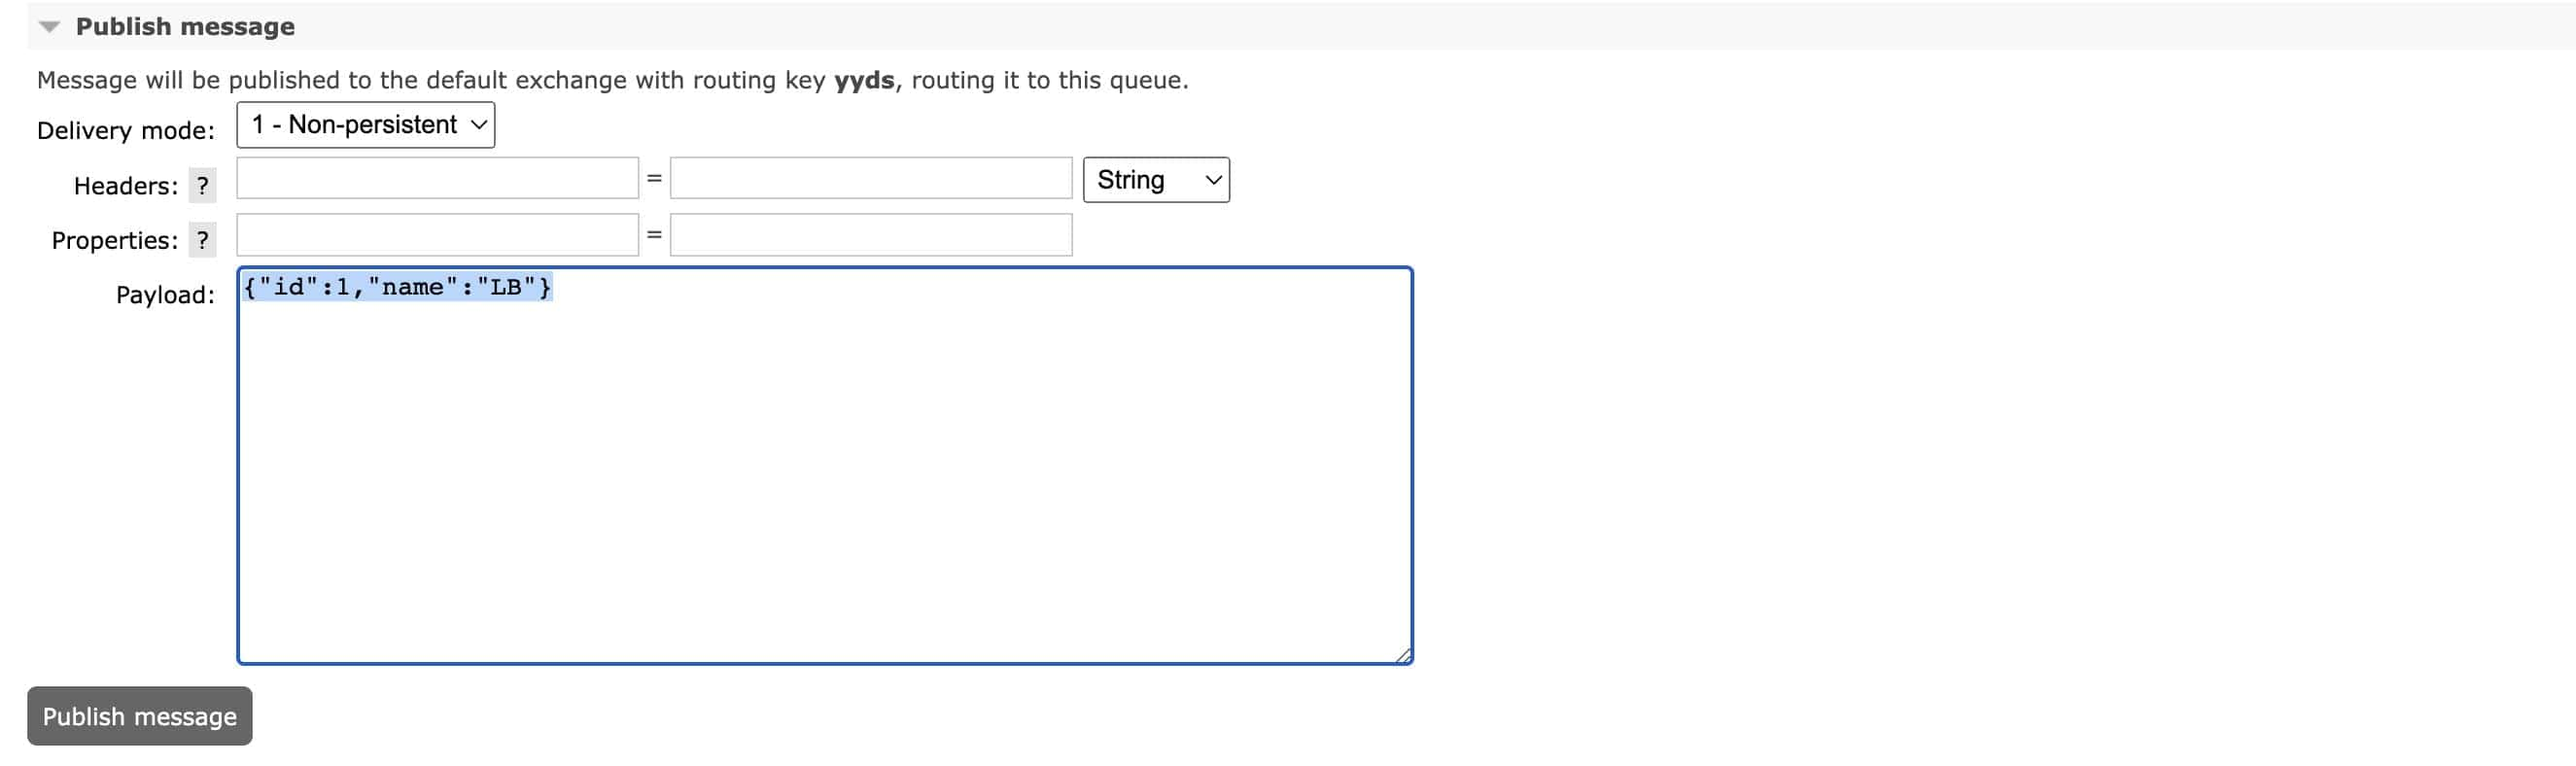 Publish message
Message will be published to the default exchange with routing key yyds, routing it to this queue.
Delivery mode: 1 - Non-persistent
Headers: ? = String
Properties: ? =
Payload: {"id":1,"name":"LB"}
Publish message